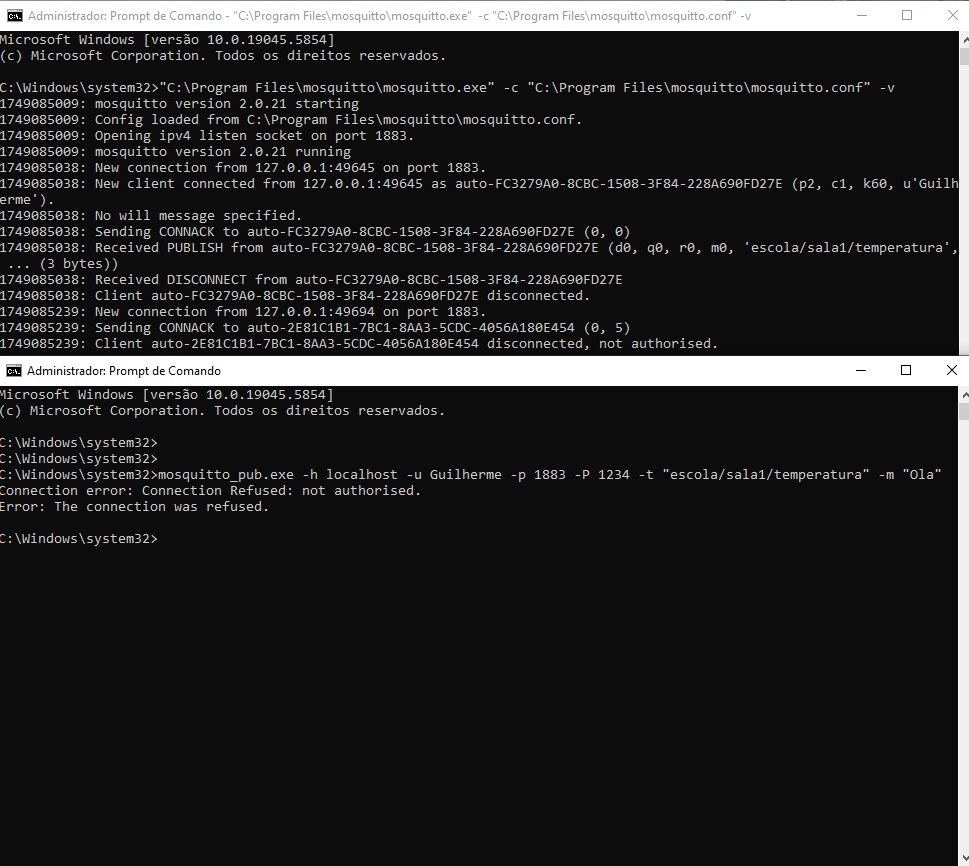 Administrador: Prompt de Comando - "C:\Program Files\mosquitto\mosquitto.exe" -c "C:\Program Files\mosquitto\mosquitto.conf" -v
Microsoft Windows [versão 10.0.19045.5854]
(c) Microsoft Corporation. Todos os direitos reservados.
C:\Windows\system32>"C:\Program Files\mosquitto\mosquitto.exe" -c "C:\Program Files\mosquitto\mosquitto.conf" -v
1749085009: mosquitto version 2.0.21 starting
1749085009: Config loaded from C:\Program Files\mosquitto\mosquitto.conf.
1749085009: Opening ipv4 listen socket on port 1883.
1749085009: mosquitto version 2.0.21 running
1749085038: New connection from 127.0.0.1:49645 on port 1883.
1749085038: New client connected from 127.0.0.1:49645 as auto-FC3279A0-8CBC-1508-3F84-228A690FD27E (p2, c1, k60, u'Guilh
erme').
1749085038: No will message specified.
1749085038: Sending CONNACK to auto-FC3279A0-8CBC-1508-3F84-228A690FD27E (0, 0)
1749085038: Received PUBLISH from auto-FC3279A0-8CBC-1508-3F84-228A690FD27E (d0, q0, r0, m0, 'escola/sala1/temperatura',
 ... (3 bytes))
1749085038: Received DISCONNECT from auto-FC3279A0-8CBC-1508-3F84-228A690FD27E
1749085038: Client auto-FC3279A0-8CBC-1508-3F84-228A690FD27E disconnected.
1749085239: New connection from 127.0.0.1:49694 on port 1883.
1749085239: Sending CONNACK to auto-2E81C1B1-7BC1-8AA3-5CDC-4056A180E454 (0, 5)
1749085239: Client auto-2E81C1B1-7BC1-8AA3-5CDC-4056A180E454 disconnected, not authorised.
Administrador: Prompt de Comando
Microsoft Windows [versão 10.0.19045.5854]
(c) Microsoft Corporation. Todos os direitos reservados.
C:\Windows\system32>
C:\Windows\system32>
C:\Windows\system32>mosquitto_pub.exe -h localhost -u Guilherme -p 1883 -P 1234 -t "escola/sala1/temperatura" -m "Ola"
Connection error: Connection Refused: not authorised.
Error: The connection was refused.
C:\Windows\system32>